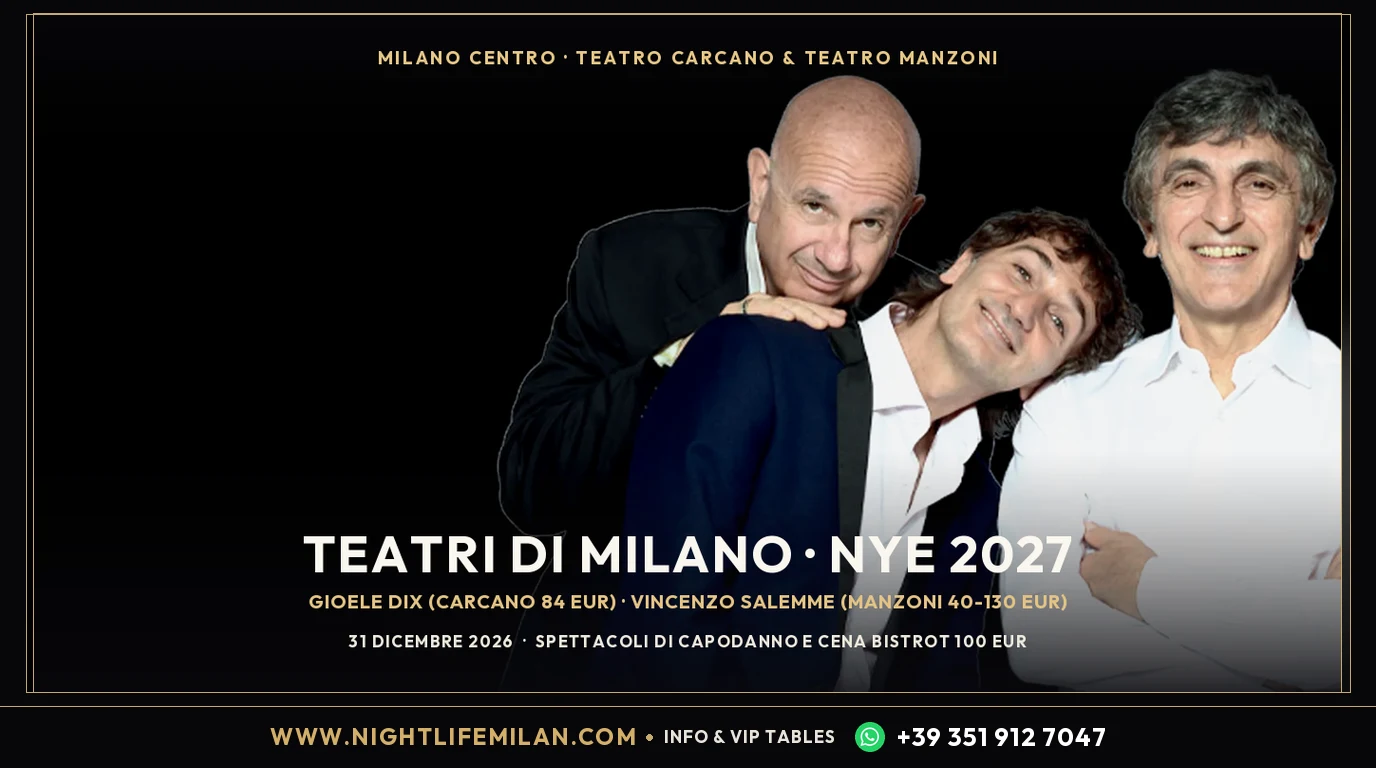 MILANO CENTRO · TEATRO CARCANO & TEATRO MANZONI
TEATRI DI MILANO · NYE 2027
GIOELE DIX (CARCANO 84 EUR) · VINCENZO SALEMME (MANZONI 40-130 EUR)
31 DICEMBRE 2026 · SPETTACOLI DI CAPODANNO E CENA BISTROT 100 EUR
WWW.NIGHTLIFEMILAN.COM • INFO & VIP TABLES +39 351 912 7047